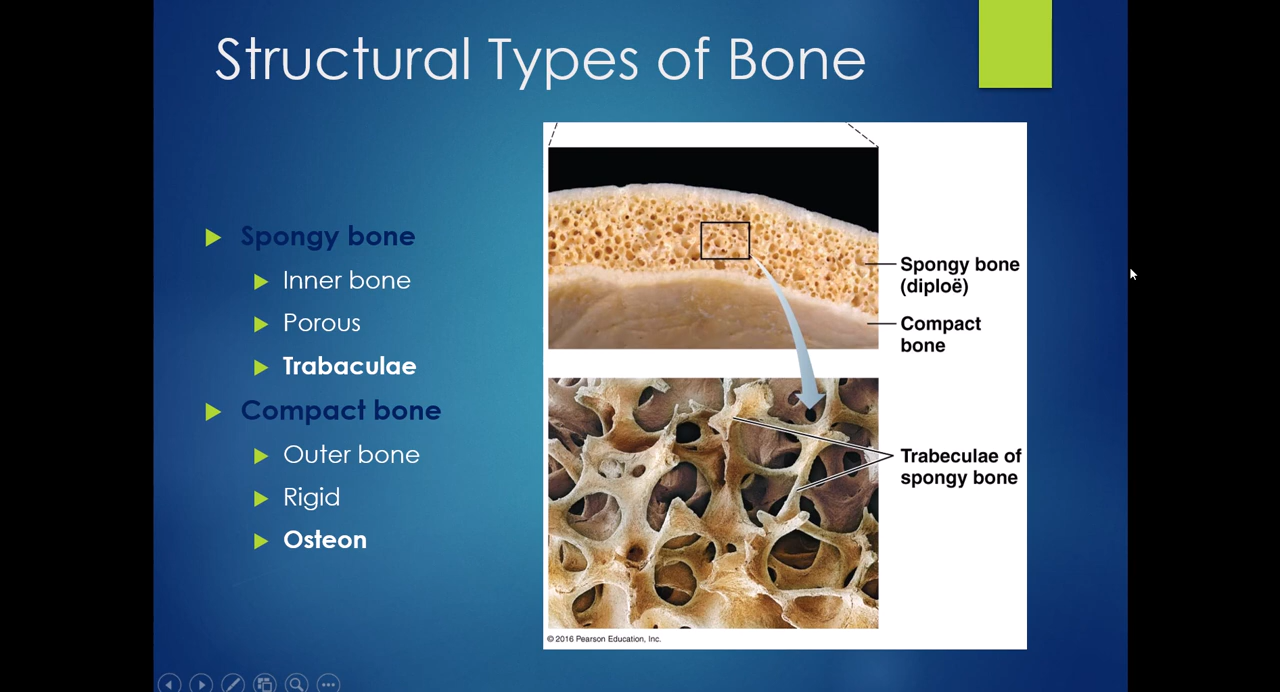 Structural Types of Bone
Spongy bone
Inner bone
Porous
Trabaculae
Compact bone
Outer bone
Rigid
Osteon
Spongy bone
(diploë)
Compact
bone
Trabeculae of
spongy bone
© 2016 Pearson Education, Inc.